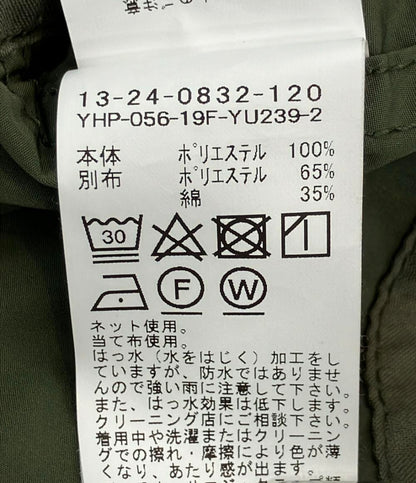 13-24-0832-120
YHP-056-19F-YU239-2
本体 ﾎﾟﾘｴｽﾃﾙ 100%
別布 ﾎﾟﾘｴｽﾃﾙ 65%
綿 35%
30
F W
ネット使用。
当て布使用。
はっ水（水をはじく）加工をし
ていますが、防水ではありませ
んので強い雨に注意して下さい。
また、はっ水効果は低下します。
クリーニング店にご相談下さい。
着用中や洗濯またはクリーニン
グでの擦れ・摩擦により色が薄
くなり、あたり感が出ます。